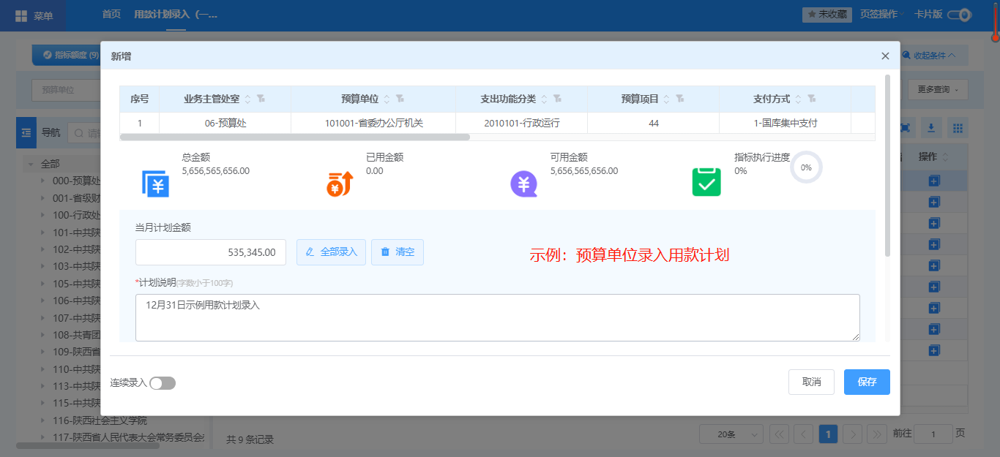 菜单
首页
用款计划录入（一...
未收藏
页签操作
卡片版
指标额度 (9)
收起条件
预算单位
更多查询
导航
操作
全部
000-预算处
001-省级财
100-行政处
101-中共陕
102-中共陕
103-中共陕
105-中共陕
106-中共陕
107-中共陕
108-共青团
109-陕西省
110-中共陕
113-中共陕
115-中共陕
116-陕西社会主义学院
117-陕西省人民代表大会常务委员会
共 9 条记录
20条
1
前往 1 页
新增
序号 业务主管处室 预算单位 支出功能分类 预算项目 支付方式
1 06-预算处 101001-省委办公厅机关 2010101-行政运行 44 1-国库集中支付
总金额
5,656,565,656.00
已用金额
0.00
可用金额
5,656,565,656.00
指标执行进度
0%
0%
当月计划金额
535,345.00
全部录入
清空
示例：预算单位录入用款计划
*计划说明(字数小于100字)
12月31日示例用款计划录入
连续录入
取消
保存